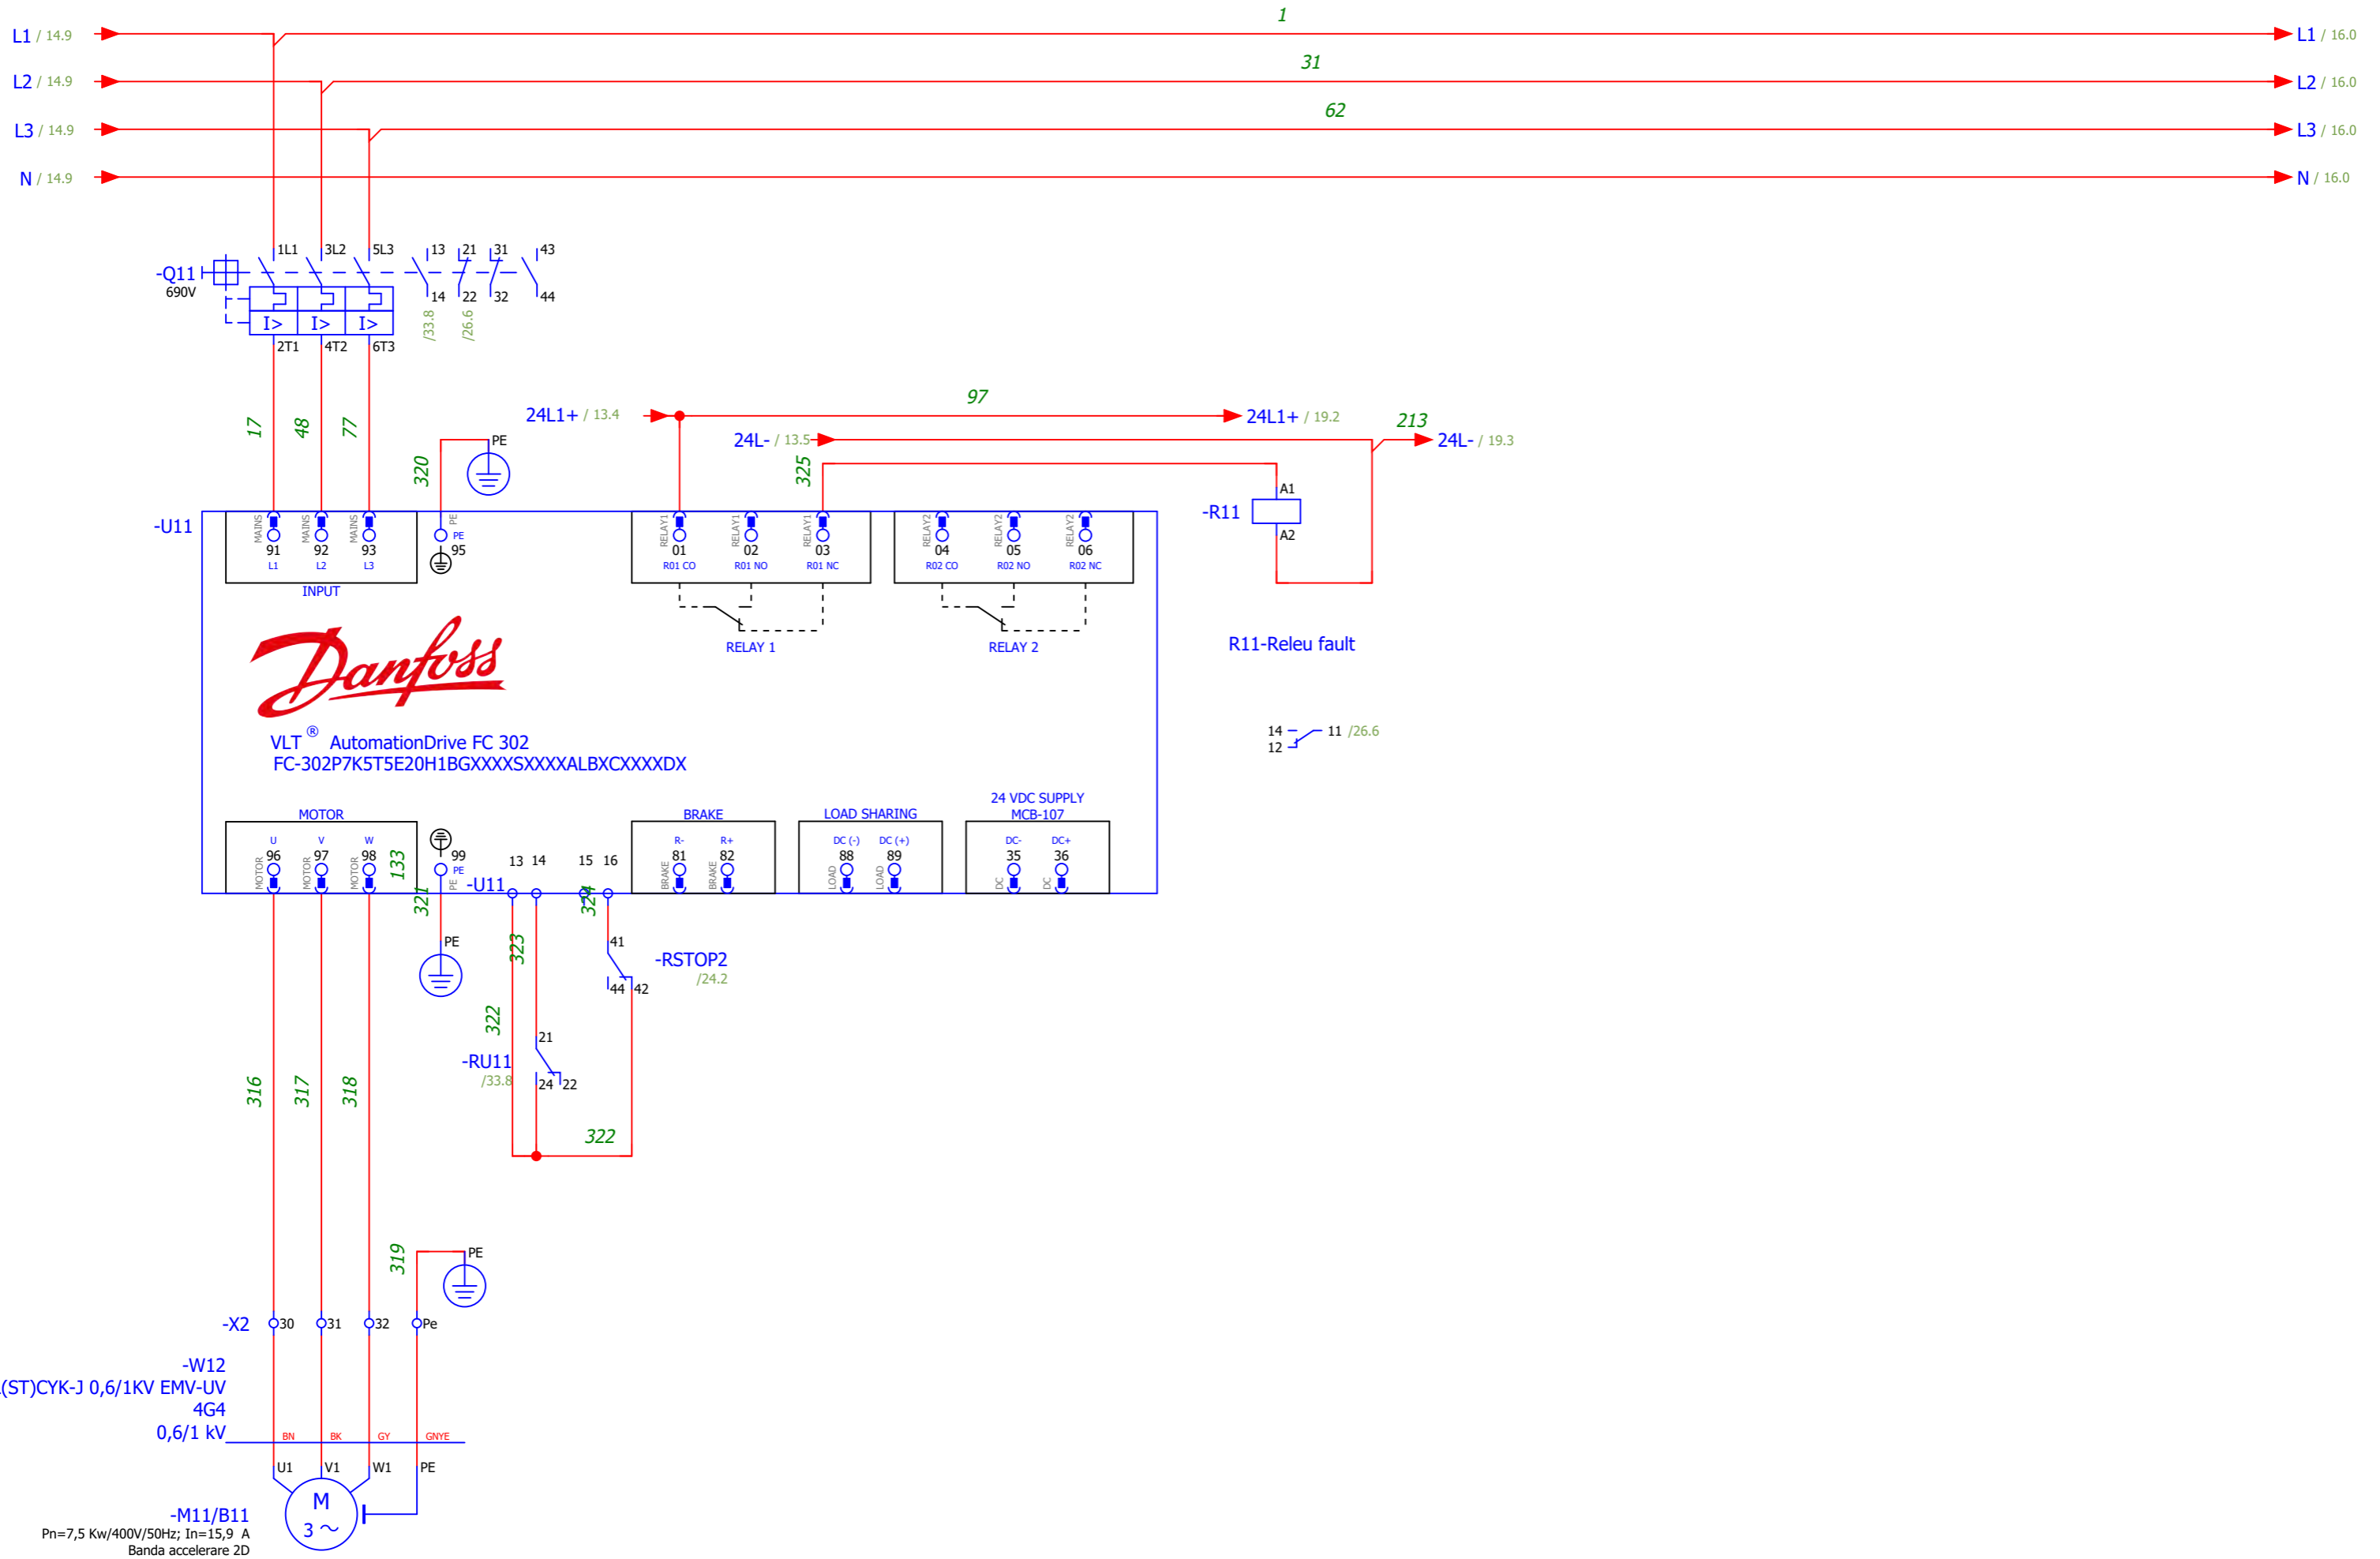 1
L1 / 14.9
L1 / 16.0
31
L2 / 14.9
L2 / 16.0
62
L3 / 14.9
L3 / 16.0
N / 14.9
N / 16.0
1L1 3L2 5L3 13 21 31 43
-Q11
690V
14 22 32 44
I> I> I>
/33.8 /26.6
2T1 4T2 6T3
17 48 77
97
24L1+ / 13.4
24L1+ / 19.2
213
24L- / 13.5
24L- / 19.3
PE
320
325
A1
-R11
A2
-U11
MAINS MAINS MAINS PE RELAY1 RELAY1 RELAY1 RELAY2 RELAY2 RELAY2
PE
91 92 93 95 01 02 03 04 05 06
L1 L2 L3 R01 CO R01 NO R01 NC R02 CO R02 NO R02 NC
INPUT
RELAY 1
RELAY 2
R11-Releu fault
Danfoss
14 11 /26.6
12
VLT ® AutomationDrive FC 302
FC-302P7K5T5E20H1BGXXXXSXXXXALBXCXXXXDX
24 VDC SUPPLY
MOTOR BRAKE LOAD SHARING MCB-107
U V W R- R+ DC (-) DC (+) DC- DC+
96 97 98 133 99 81 82 88 89 35 36
13 14 15 16
PE
MOTOR MOTOR MOTOR PE BRAKE BRAKE LOAD LOAD DC DC
-U11
321
324
323
PE
41
-RSTOP2
/24.2
44 42
322
21
-RU11
/33.8
24 22
316 317 318
322
319
PE
-X2 30 31 32 Pe
-W12
(ST)CYK-J 0,6/1KV EMV-UV
4G4
0,6/1 kV
BN BK GY GNYE
U1 V1 W1 PE
M
3 ~
-M11/B11
Pn=7,5 Kw/400V/50Hz; In=15,9 A
Banda accelerare 2D